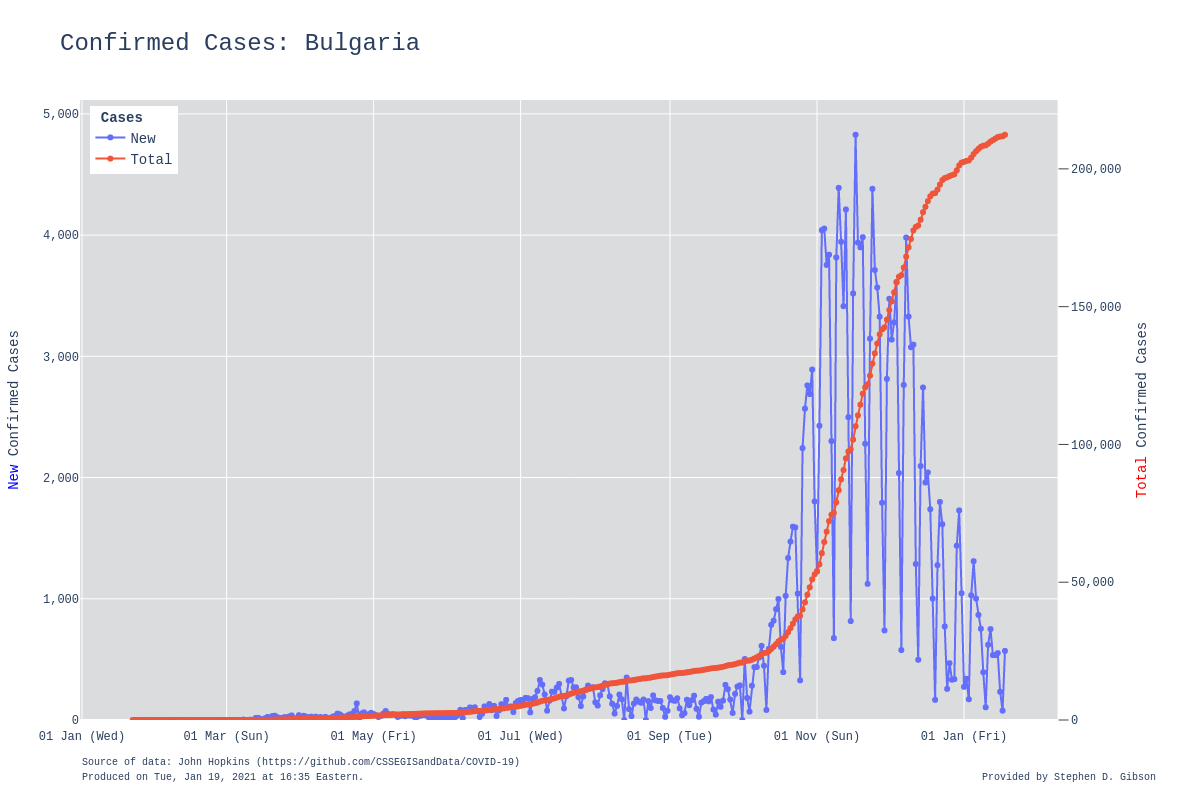 Confirmed Cases: Bulgaria
Cases
New
Total
5,000
4,000
3,000
2,000
1,000
0
200,000
150,000
100,000
50,000
0
New Confirmed Cases
Total Confirmed Cases
01 Jan (Wed)
01 Mar (Sun)
01 May (Fri)
01 Jul (Wed)
01 Sep (Tue)
01 Nov (Sun)
01 Jan (Fri)
Source of data: John Hopkins (https://github.com/CSSEGISandData/COVID-19)
Produced on Tue, Jan 19, 2021 at 16:35 Eastern.
Provided by Stephen D. Gibson